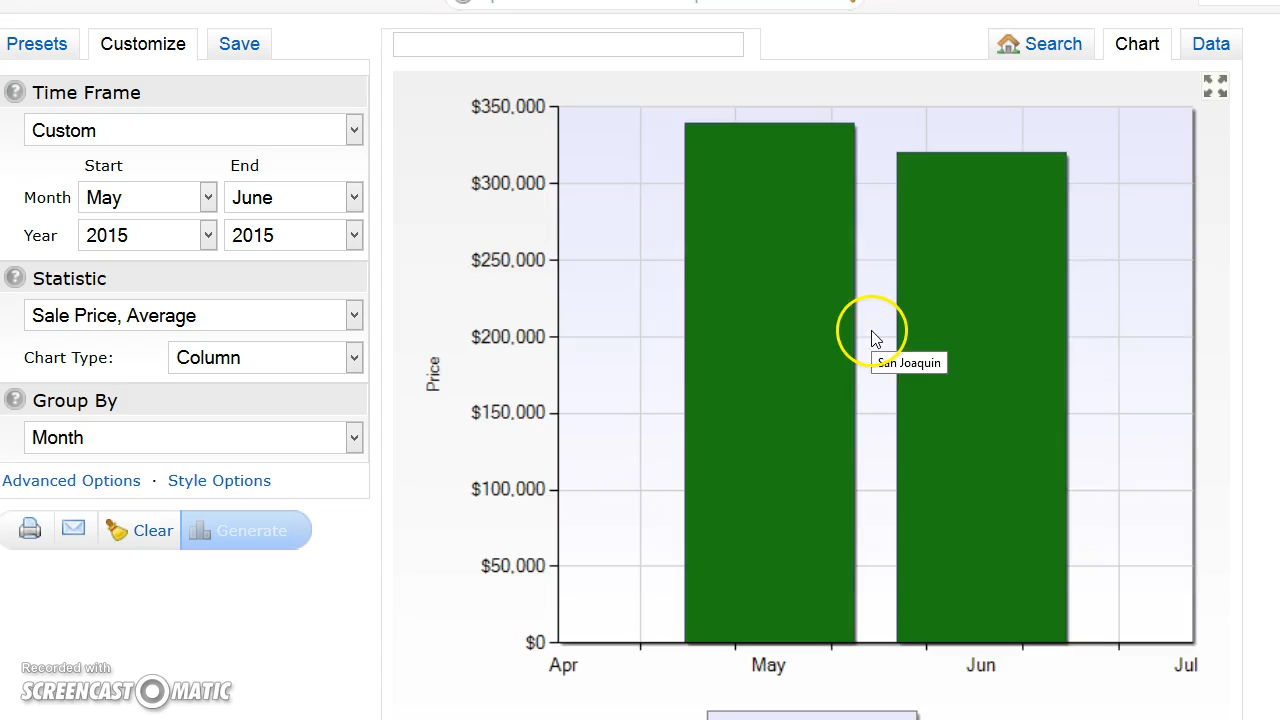 Presets
Customize
Save
Search
Chart
Data
? Time Frame
Custom
Start End
Month May June
Year 2015 2015
? Statistic
Sale Price, Average
Chart Type: Column
? Group By
Month
Advanced Options · Style Options
Clear
Generate
$350,000
$300,000
$250,000
$200,000
$150,000
$100,000
$50,000
$0
Price
San Joaquin
Apr May Jun Jul
Recorded with
SCREENCAST-O-MATIC